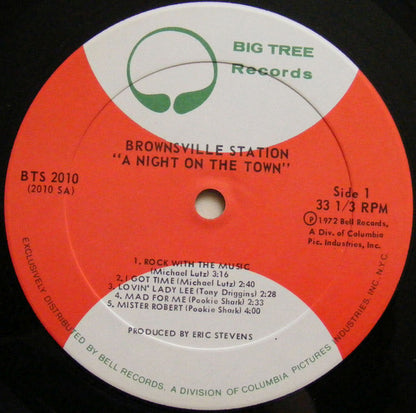 BIG TREE
Records
BROWNSVILLE STATION
"A NIGHT ON THE TOWN"
BTS 2010
(2010 SA)
Side 1
33 1/3 RPM
Ⓟ 1972 Bell Records,
A Div. of Columbia
Pic. Industries, Inc.
1. ROCK WITH THE MUSIC
(Michael Lutz) 3:16
2. I GOT TIME (Michael Lutz) 2:40
3. LOVIN' LADY LEE (Tony Driggins) 2:28
4. MAD FOR ME (Pookie Shark) 2:33
5. MISTER ROBERT (Pookie Shark) 4:00
PRODUCED BY ERIC STEVENS
EXCLUSIVELY DISTRIBUTED BY BELL RECORDS, A DIVISION OF COLUMBIA PICTURES INDUSTRIES, INC. N.Y.C.